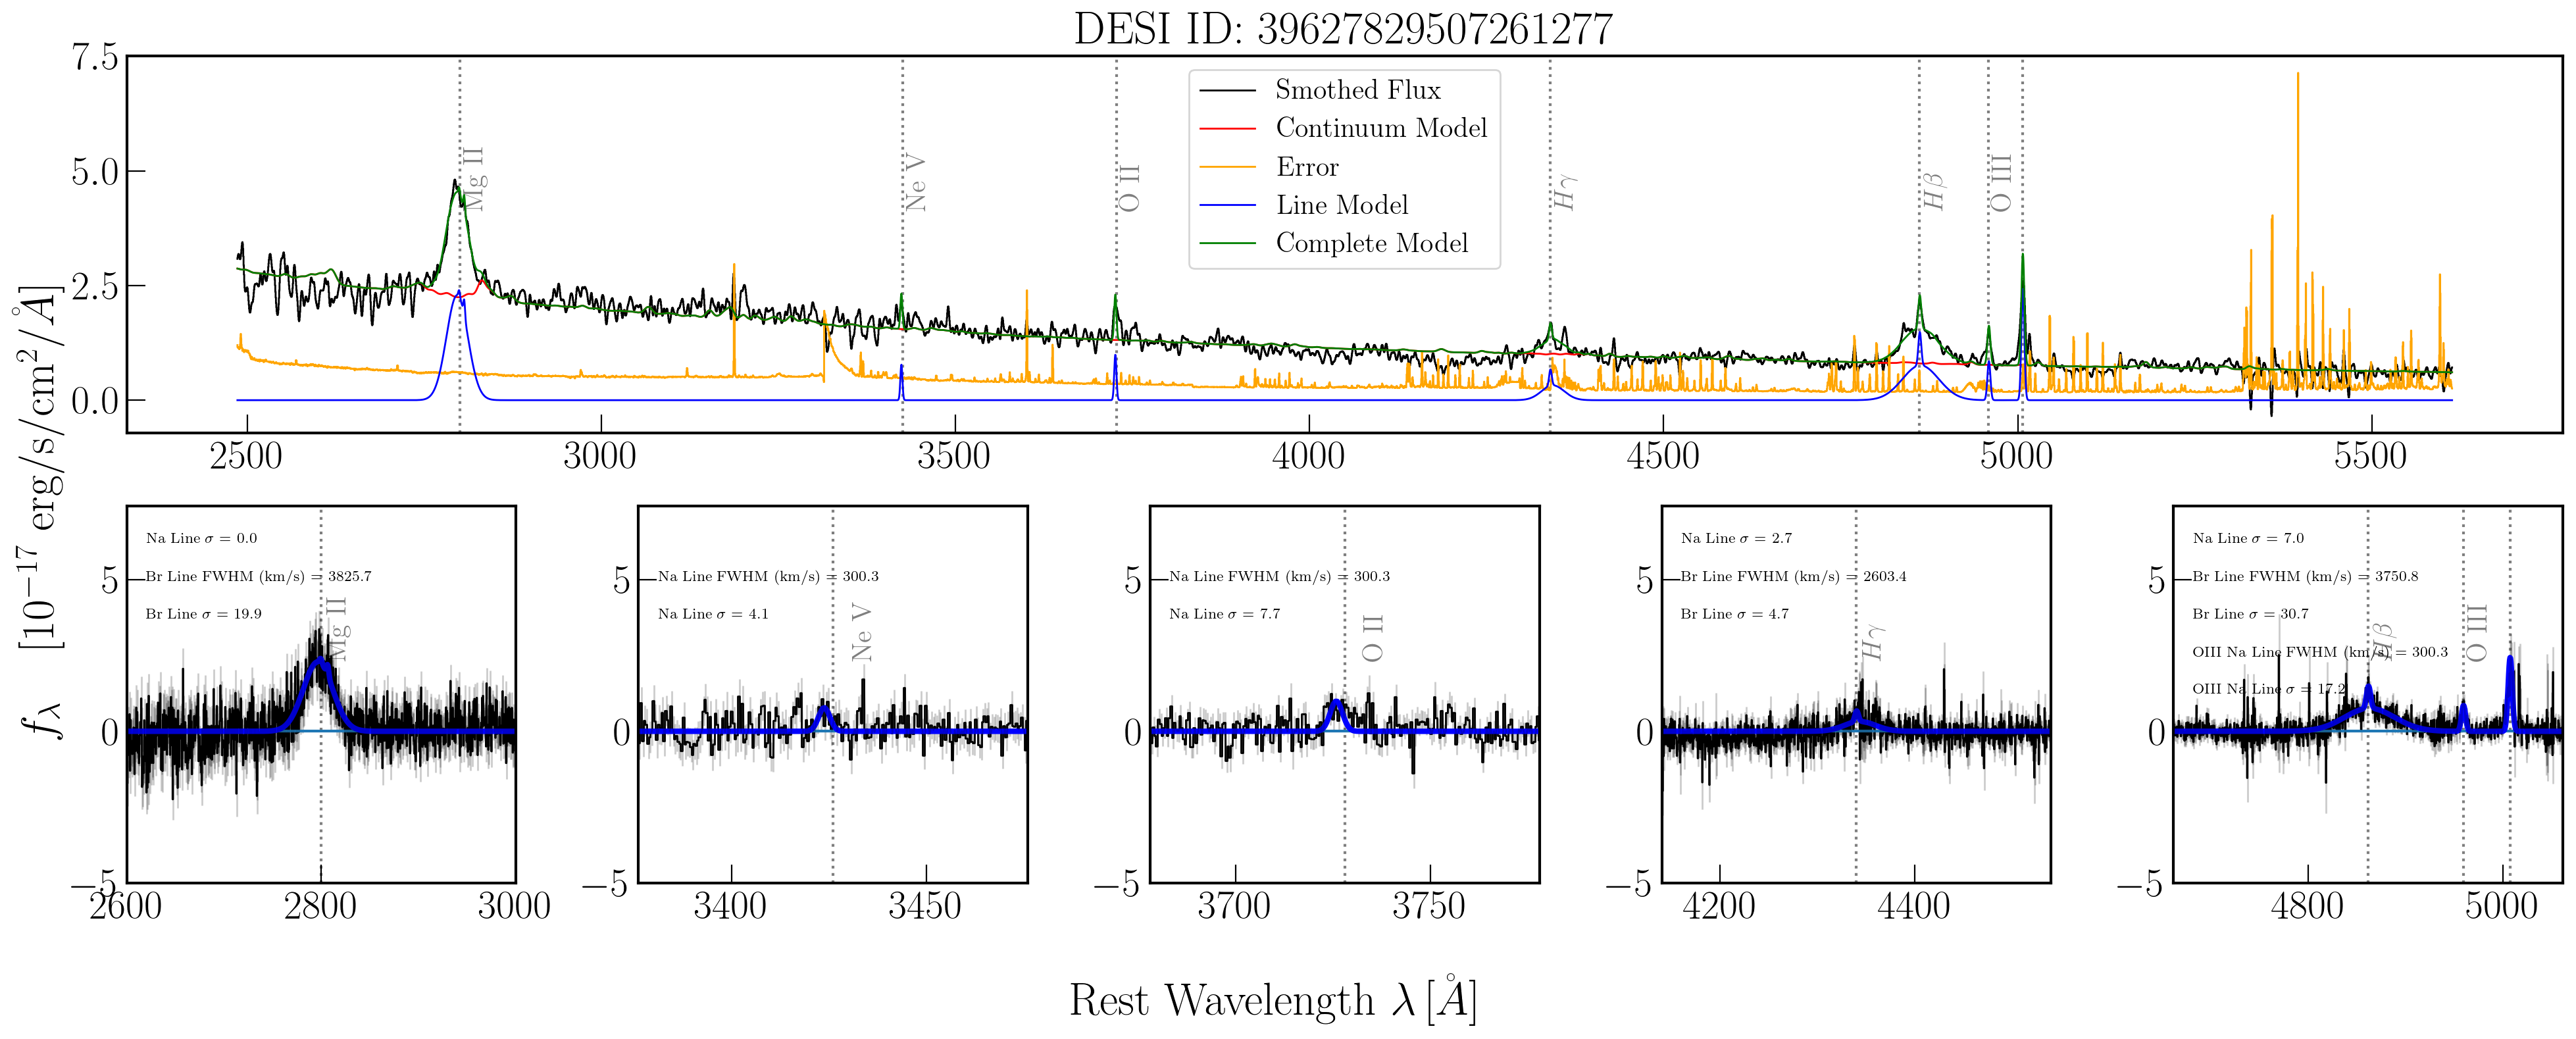 DESI ID: 39627829507261277
7.5
5.0
2.5
0.0
Smothed Flux
Continuum Model
Error
Line Model
Complete Model
Mg II
Ne V
O II
Hγ
Hβ
O III
2500 3000 3500 4000 4500 5000 5500
fλ [10−17 erg/s/cm2/Å]
5
0
−5
Na Line σ = 0.0
Br Line FWHM (km/s) = 3825.7
Br Line σ = 19.9
Mg II
2600 2800 3000
5
0
−5
Na Line FWHM (km/s) = 300.3
Na Line σ = 4.1
Ne V
3400 3450
5
0
−5
Na Line FWHM (km/s) = 300.3
Na Line σ = 7.7
O II
3700 3750
5
0
−5
Na Line σ = 2.7
Br Line FWHM (km/s) = 2603.4
Br Line σ = 4.7
Hγ
4200 4400
5
0
−5
Na Line σ = 7.0
Br Line FWHM (km/s) = 3750.8
Br Line σ = 30.7
OIII Na Line FWHM (km/s) = 300.3
OIII Na Line σ = 17.2
Hβ
O III
4800 5000
Rest Wavelength λ [Å]